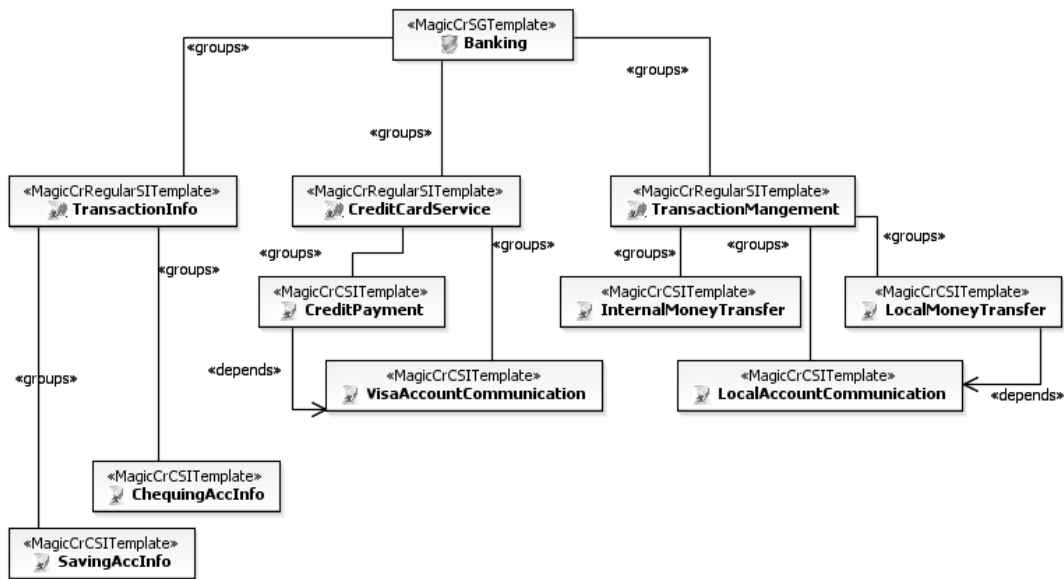 «MagicCrSGTemplate»
Banking
«groups»
«groups»
«groups»
«MagicCrRegularSITemplate»
TransactionInfo
«MagicCrRegularSITemplate»
CreditCardService
«MagicCrRegularSITemplate»
TransactionMangement
«groups»
«groups»
«groups»
«groups»
«groups»
«groups»
«MagicCrCSITemplate»
CreditPayment
«MagicCrCSITemplate»
InternalMoneyTransfer
«MagicCrCSITemplate»
LocalMoneyTransfer
«groups»
«depends»
«MagicCrCSITemplate»
VisaAccountCommunication
«MagicCrCSITemplate»
LocalAccountCommunication
«depends»
«MagicCrCSITemplate»
ChequingAccInfo
«MagicCrCSITemplate»
SavingAccInfo